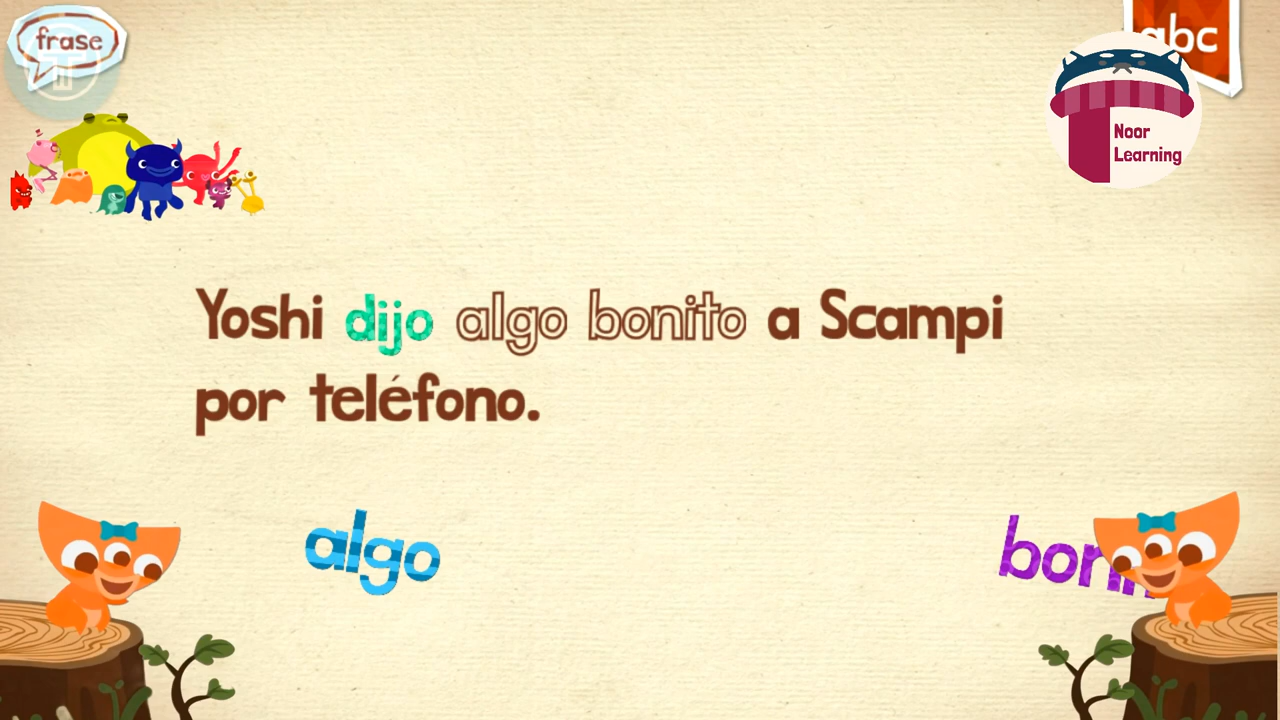 frase
abc
Noor
Learning
Yoshi dijo algo bonito a Scampi
por teléfono.
algo